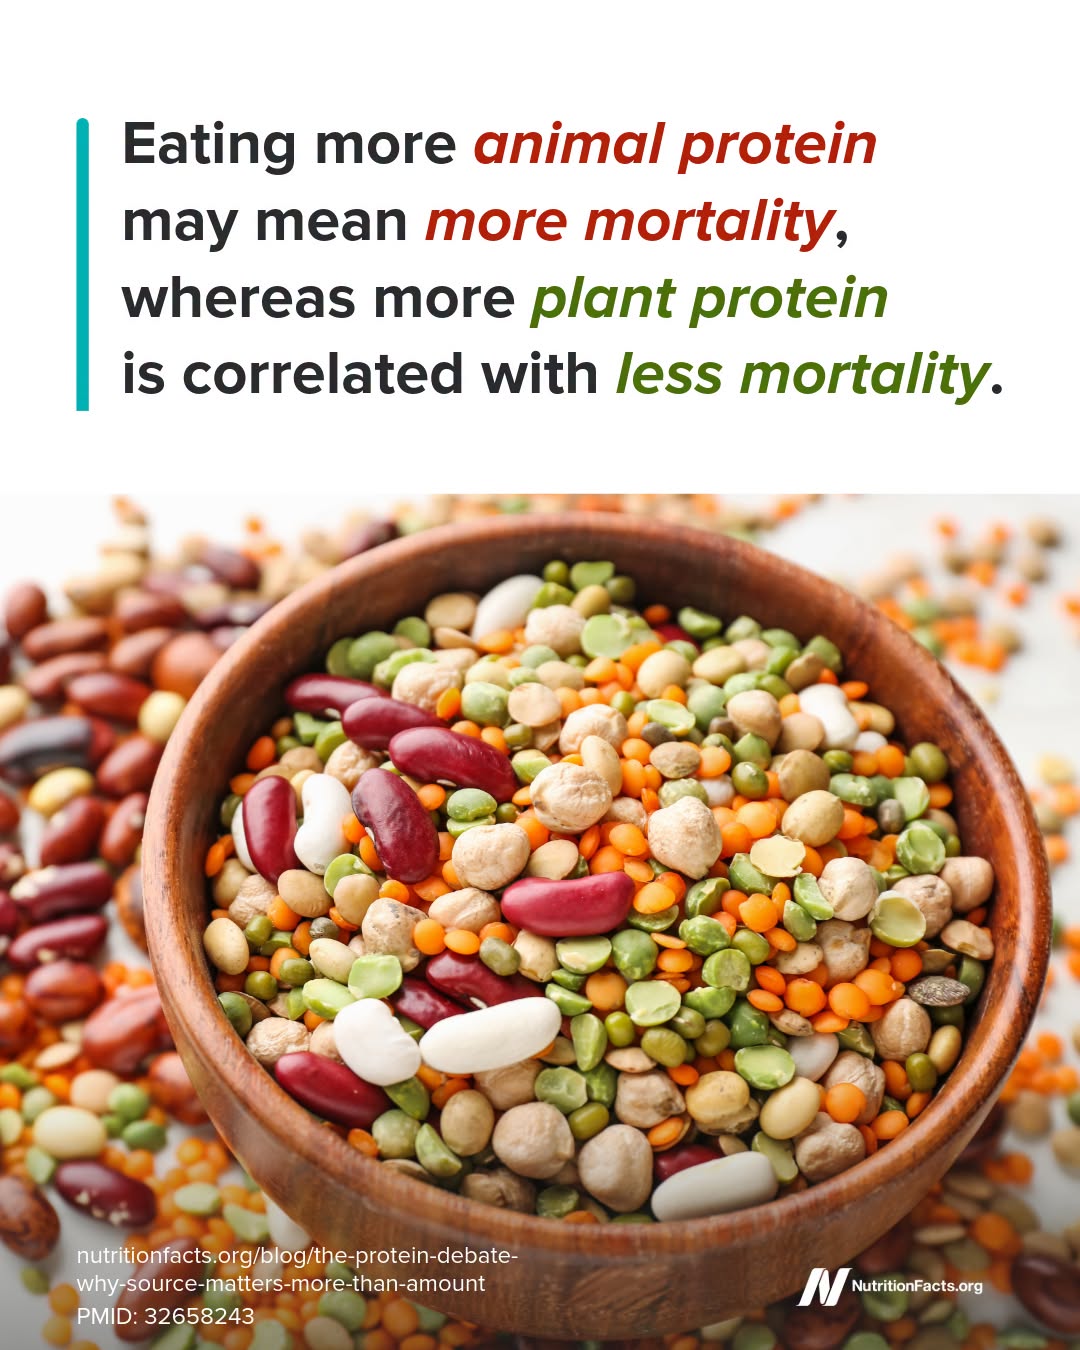 Eating more animal protein
may mean more mortality,
whereas more plant protein
is correlated with less mortality.
nutritionfacts.org/blog/the-protein-debate-
why-source-matters-more-than-amount
PMID: 32658243
NutritionFacts.org